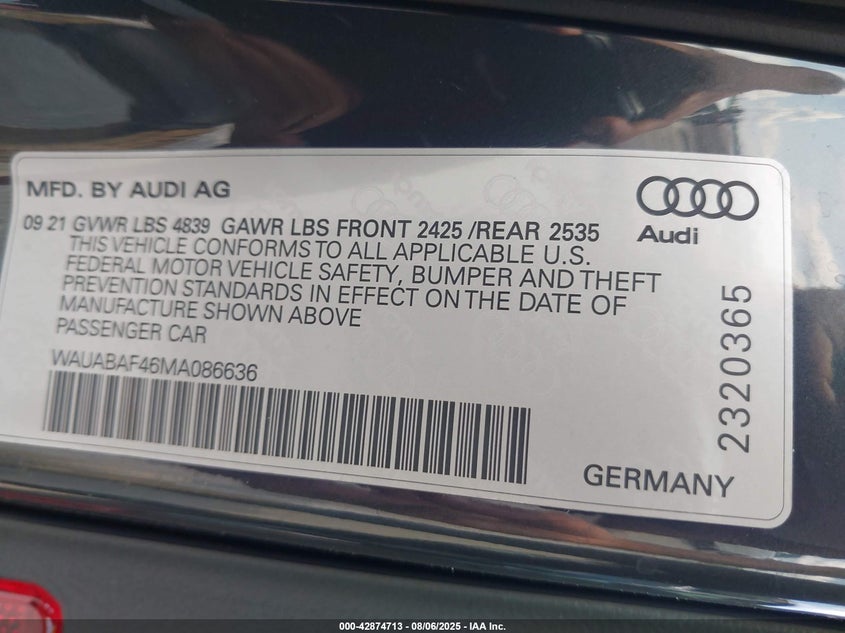 MFD. BY AUDI AG
09 21 GVWR LBS 4839 GAWR LBS FRONT 2425 /REAR 2535
THIS VEHICLE CONFORMS TO ALL APPLICABLE U.S.
FEDERAL MOTOR VEHICLE SAFETY, BUMPER AND THEFT
PREVENTION STANDARDS IN EFFECT ON THE DATE OF
MANUFACTURE SHOWN ABOVE
PASSENGER CAR
WAUABAF46MA086636
Audi
2320365
GERMANY
000-42874713 - 08/06/2025 - IAA Inc.